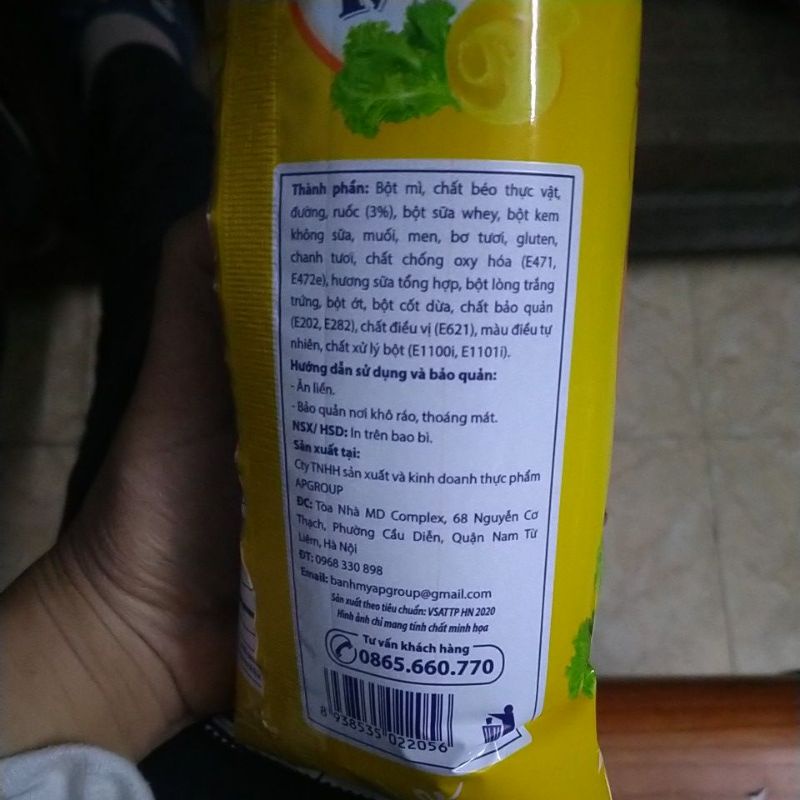 Thành phần: Bột mì, chất béo thực vật,
đường, ruốc (3%), bột sữa whey, bột kem
không sữa, muối, men, bơ tươi, gluten,
chanh tươi, chất chống oxy hóa (E471,
E472e), hương sữa tổng hợp, bột lòng trắng
trứng, bột ớt, bột cốt dừa, chất bảo quản
(E202, E282), chất điều vị (E621), màu điều tự
nhiên, chất xử lý bột (E1100i, E1101i).
Hướng dẫn sử dụng và bảo quản:
- Ăn liền.
- Bảo quản nơi khô ráo, thoáng mát.
NSX/ HSD: In trên bao bì.
Sản xuất tại:
Cty TNHH sản xuất và kinh doanh thực phẩm
APGROUP
ĐC: Tòa Nhà MD Complex, 68 Nguyễn Cơ
Thạch, Phường Cầu Diễn, Quận Nam Từ
Liêm, Hà Nội
ĐT: 0968 330 898
Email: banhmyapgroup@gmail.com
Sản xuất theo tiêu chuẩn: VSATTP HN 2020
Hình ảnh chỉ mang tính chất minh họa
Tư vấn khách hàng
0865.660.770
8 938535 022056